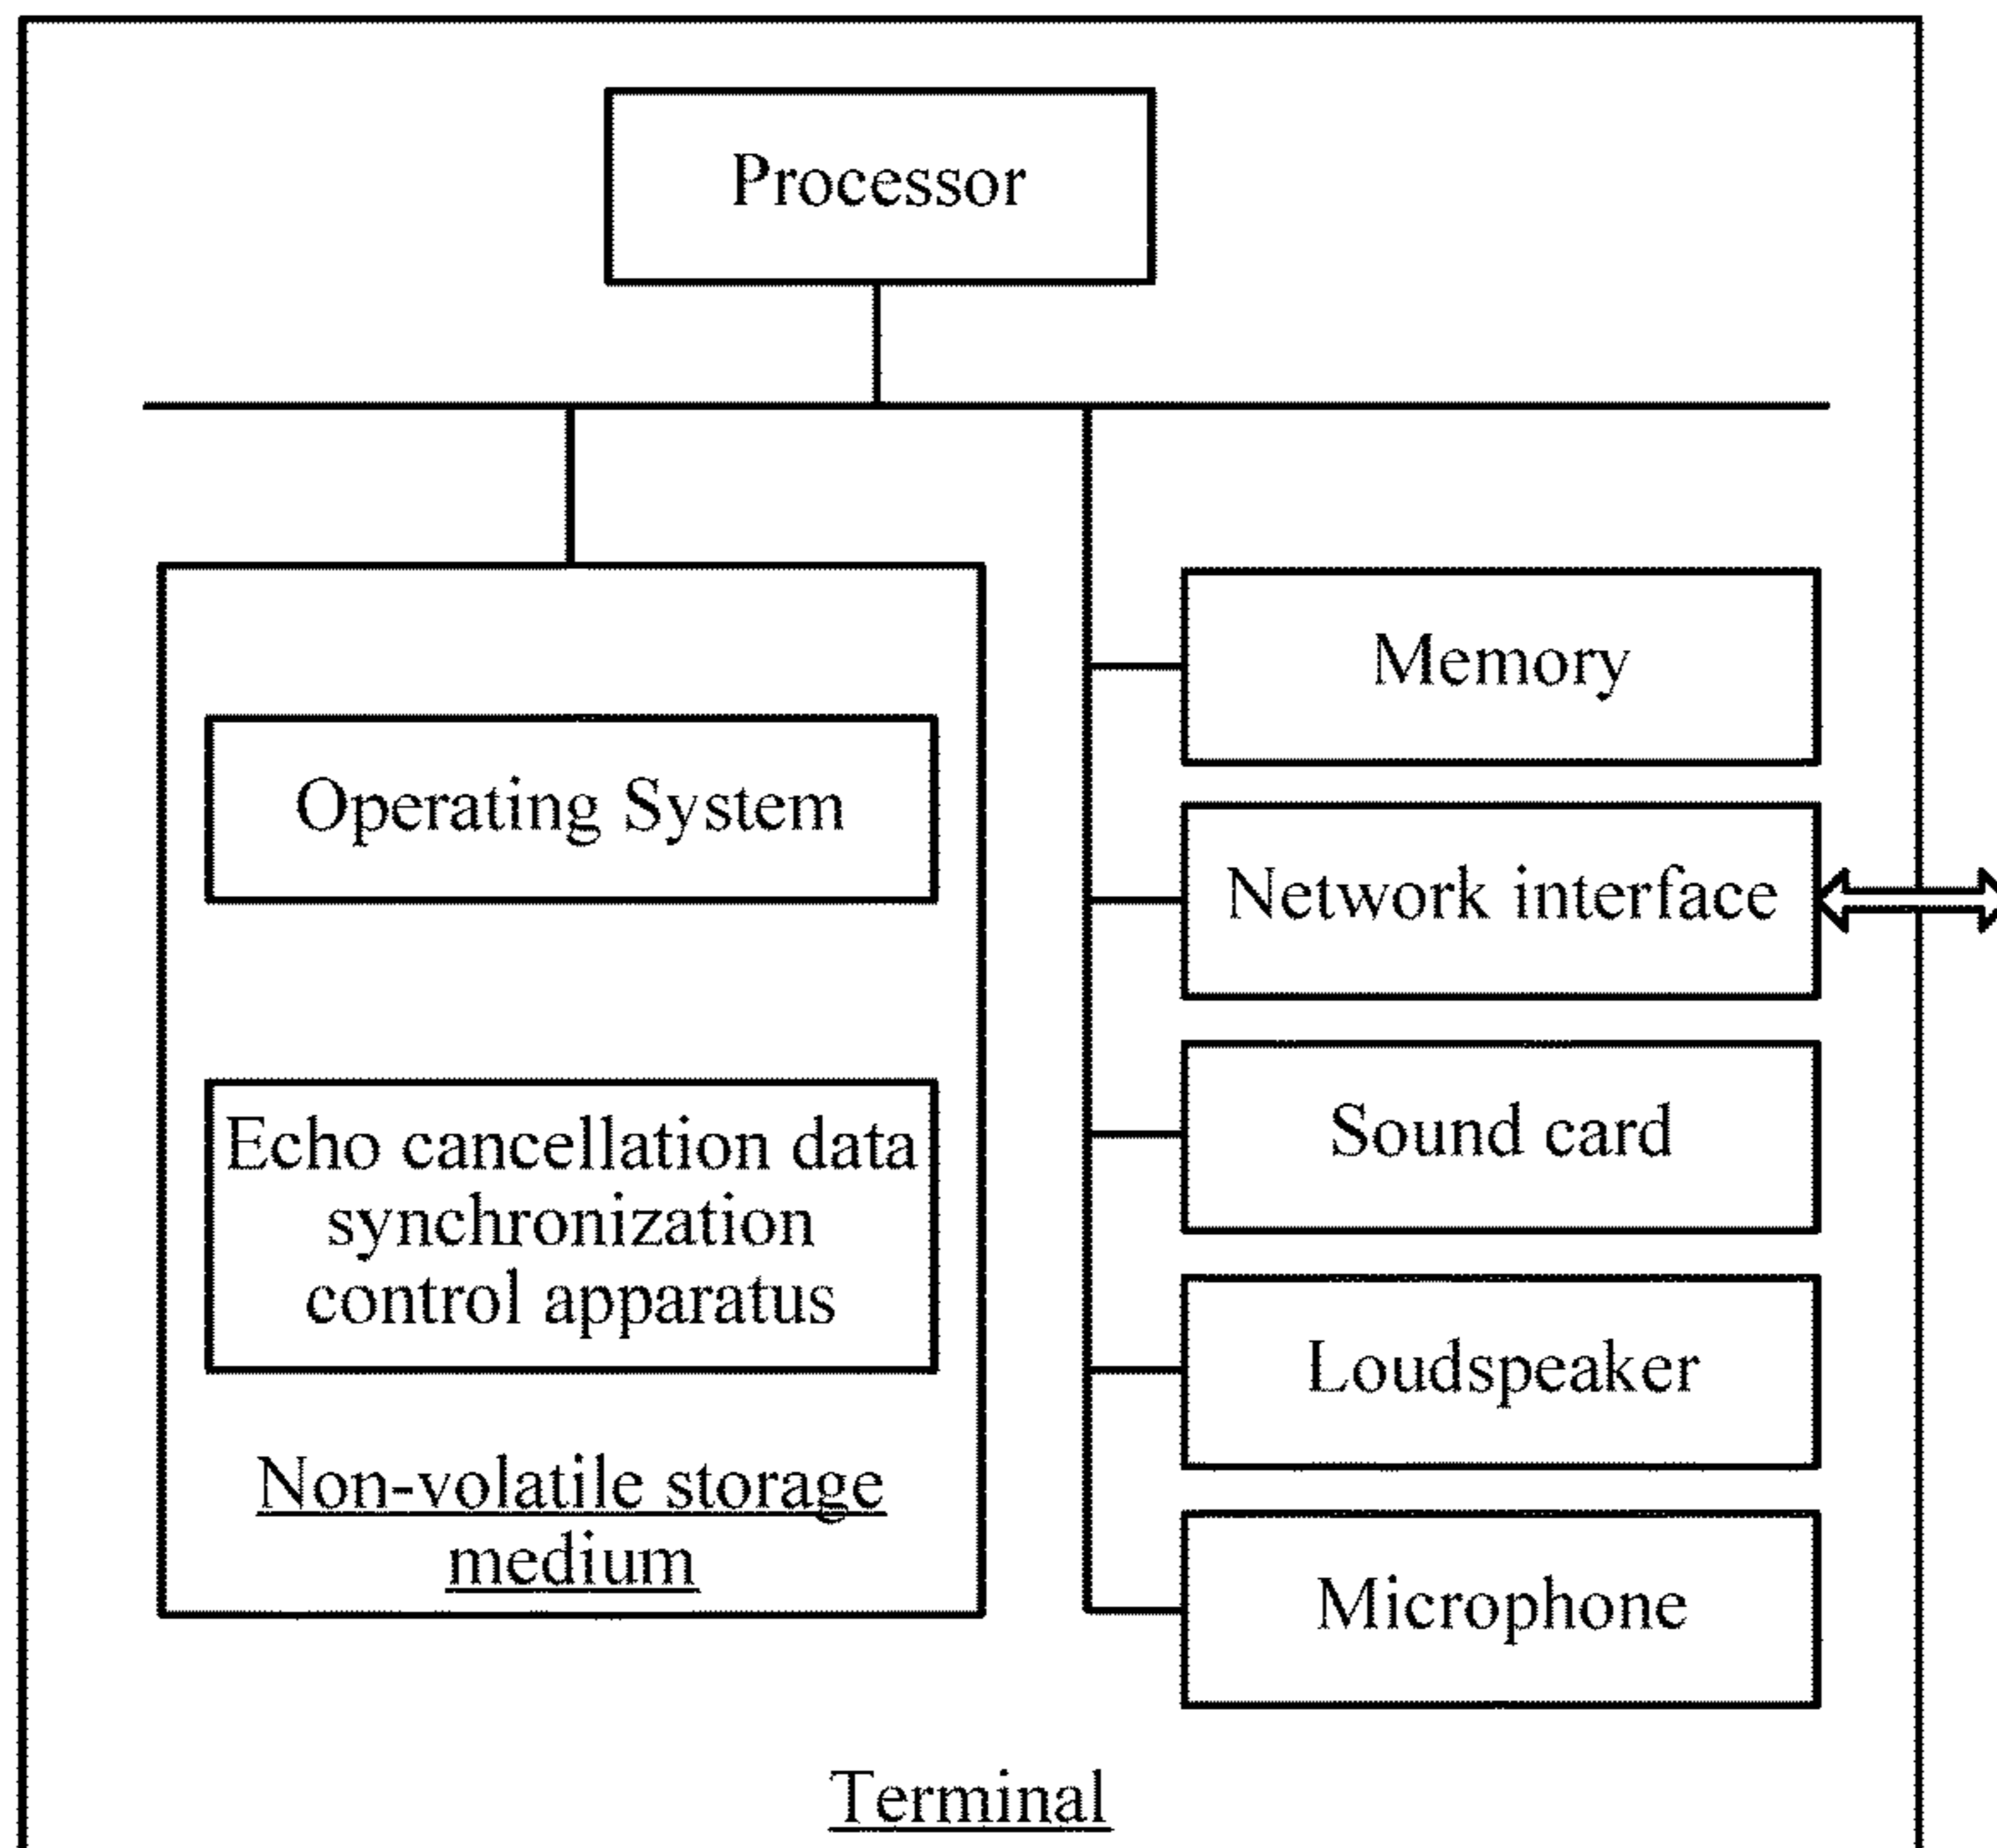 Processor
Operating System
Echo cancellation data
synchronization
control apparatus
Non-volatile storage
medium
Memory
Network interface
Sound card
Loudspeaker
Microphone
Terminal